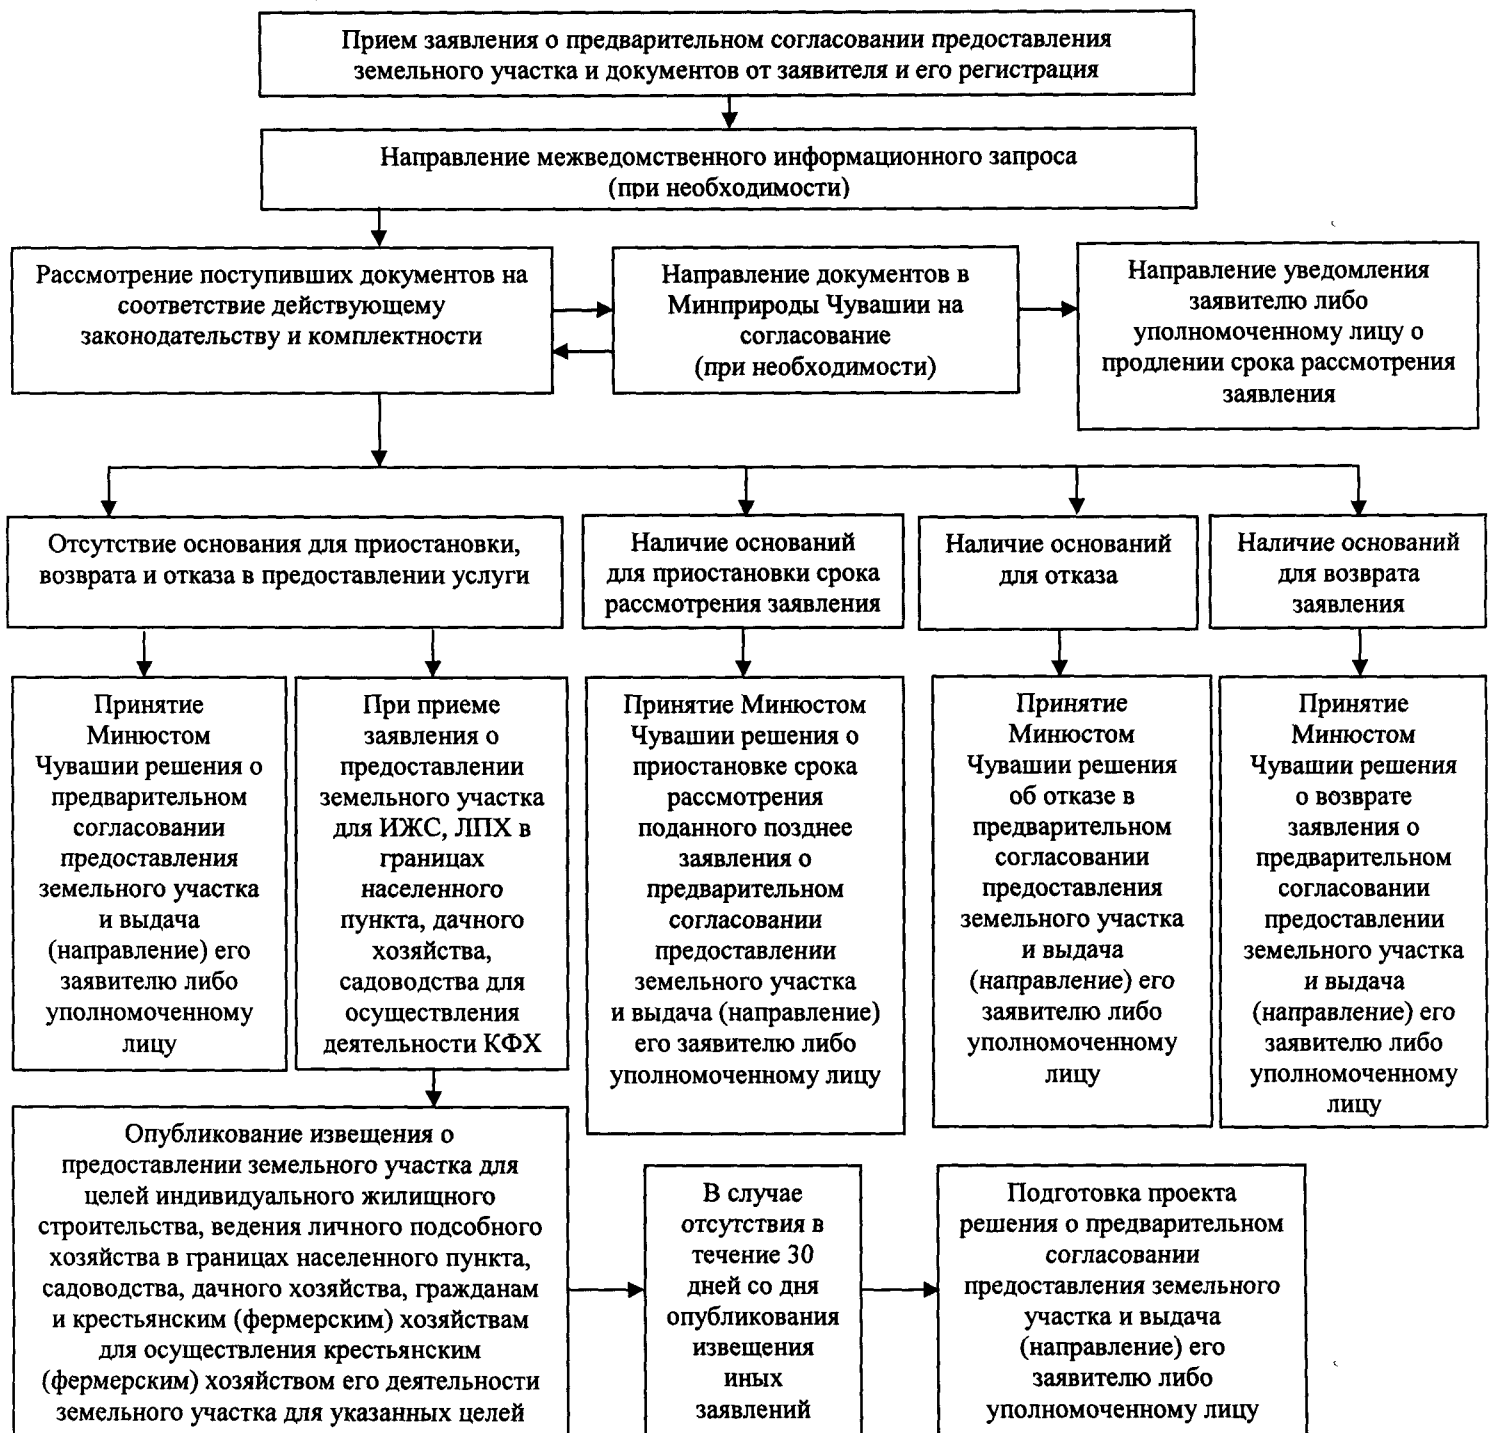 Прием заявления о предварительном согласовании предоставления
земельного участка и документов от заявителя и его регистрация
Направление межведомственного информационного запроса
(при необходимости)
Рассмотрение поступивших документов на
соответствие действующему
законодательству и комплектности
Направление документов в
Минприроды Чувашии на
согласование
(при необходимости)
Направление уведомления
заявителю либо
уполномоченному лицу о
продлении срока рассмотрения
заявления
Отсутствие основания для приостановки,
возврата и отказа в предоставлении услуги
Наличие оснований
для приостановки срока
рассмотрения заявления
Наличие оснований
для отказа
Наличие оснований
для возврата
заявления
Принятие
Минюстом
Чувашии решения о
предварительном
согласовании
предоставления
земельного участка
и выдача
(направление) его
заявителю либо
уполномоченному
лицу
При приеме
заявления о
предоставлении
земельного участка
для ИЖС, ЛПХ в
границах
населенного
пункта, дачного
хозяйства,
садоводства для
осуществления
деятельности КФХ
Принятие Минюстом
Чувашии решения о
приостановке срока
рассмотрения
поданного позднее
заявления о
предварительном
согласовании
предоставлении
земельного участка
и выдача (направление)
его заявителю либо
уполномоченному лицу
Принятие
Минюстом
Чувашии решения
об отказе в
предварительном
согласовании
предоставления
земельного участка
и выдача
(направление) его
заявителю либо
уполномоченному
лицу
Принятие
Минюстом
Чувашии решения
о возврате
заявления о
предварительном
согласовании
предоставлении
земельного участка
и выдача
(направление) его
заявителю либо
уполномоченному
лицу
Опубликование извещения о
предоставлении земельного участка для
целей индивидуального жилищного
строительства, ведения личного подсобного
хозяйства в границах населенного пункта,
садоводства, дачного хозяйства, гражданам
и крестьянским (фермерским) хозяйствам
для осуществления крестьянским
(фермерским) хозяйством его деятельности
земельного участка для указанных целей
В случае
отсутствия в
течение 30
дней со дня
опубликования
извещения
иных
заявлений
Подготовка проекта
решения о предварительном
согласовании
предоставления земельного
участка и выдача
(направление) его
заявителю либо
уполномоченному лицу